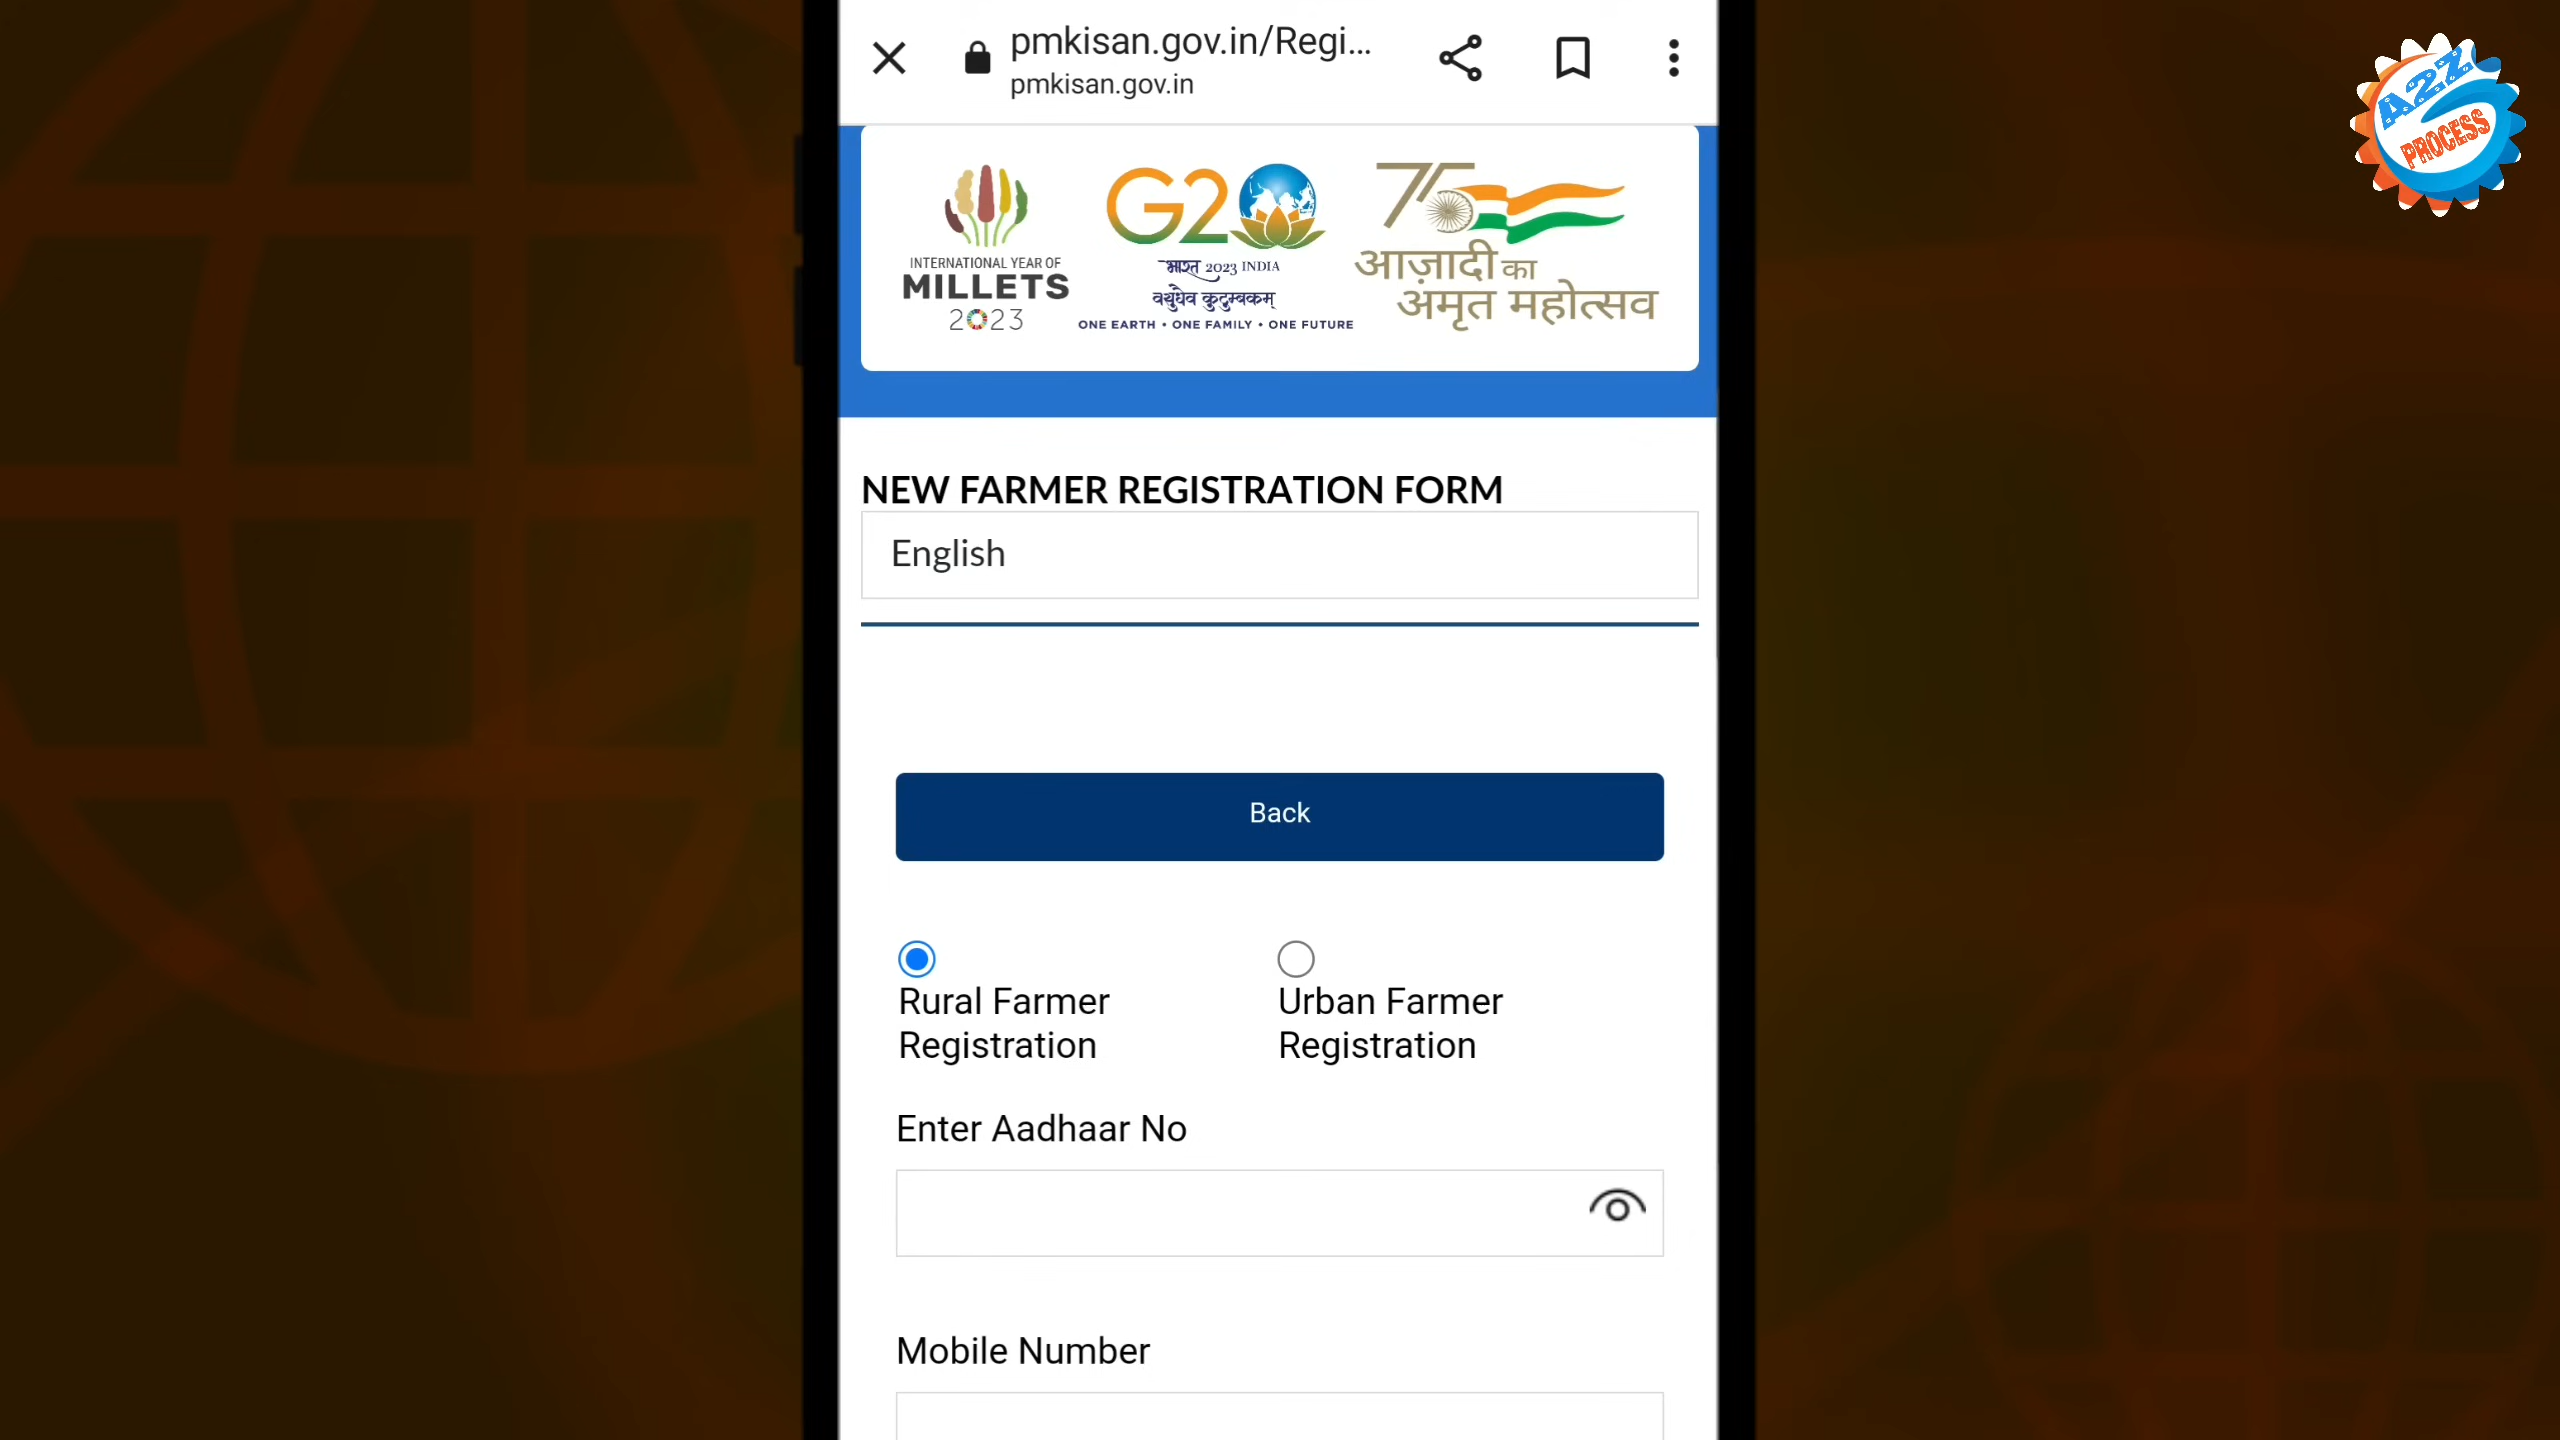 pmkisan.gov.in/Regi...
pmkisan.gov.in
A2Z
PROCESS
INTERNATIONAL YEAR OF
MILLETS
2023
G20
भारत 2023 INDIA
वसुधैव कुटुम्बकम्
ONE EARTH • ONE FAMILY • ONE FUTURE
75
आज़ादी का
अमृत महोत्सव
NEW FARMER REGISTRATION FORM
English
Back
Rural Farmer
Registration
Urban Farmer
Registration
Enter Aadhaar No
Mobile Number